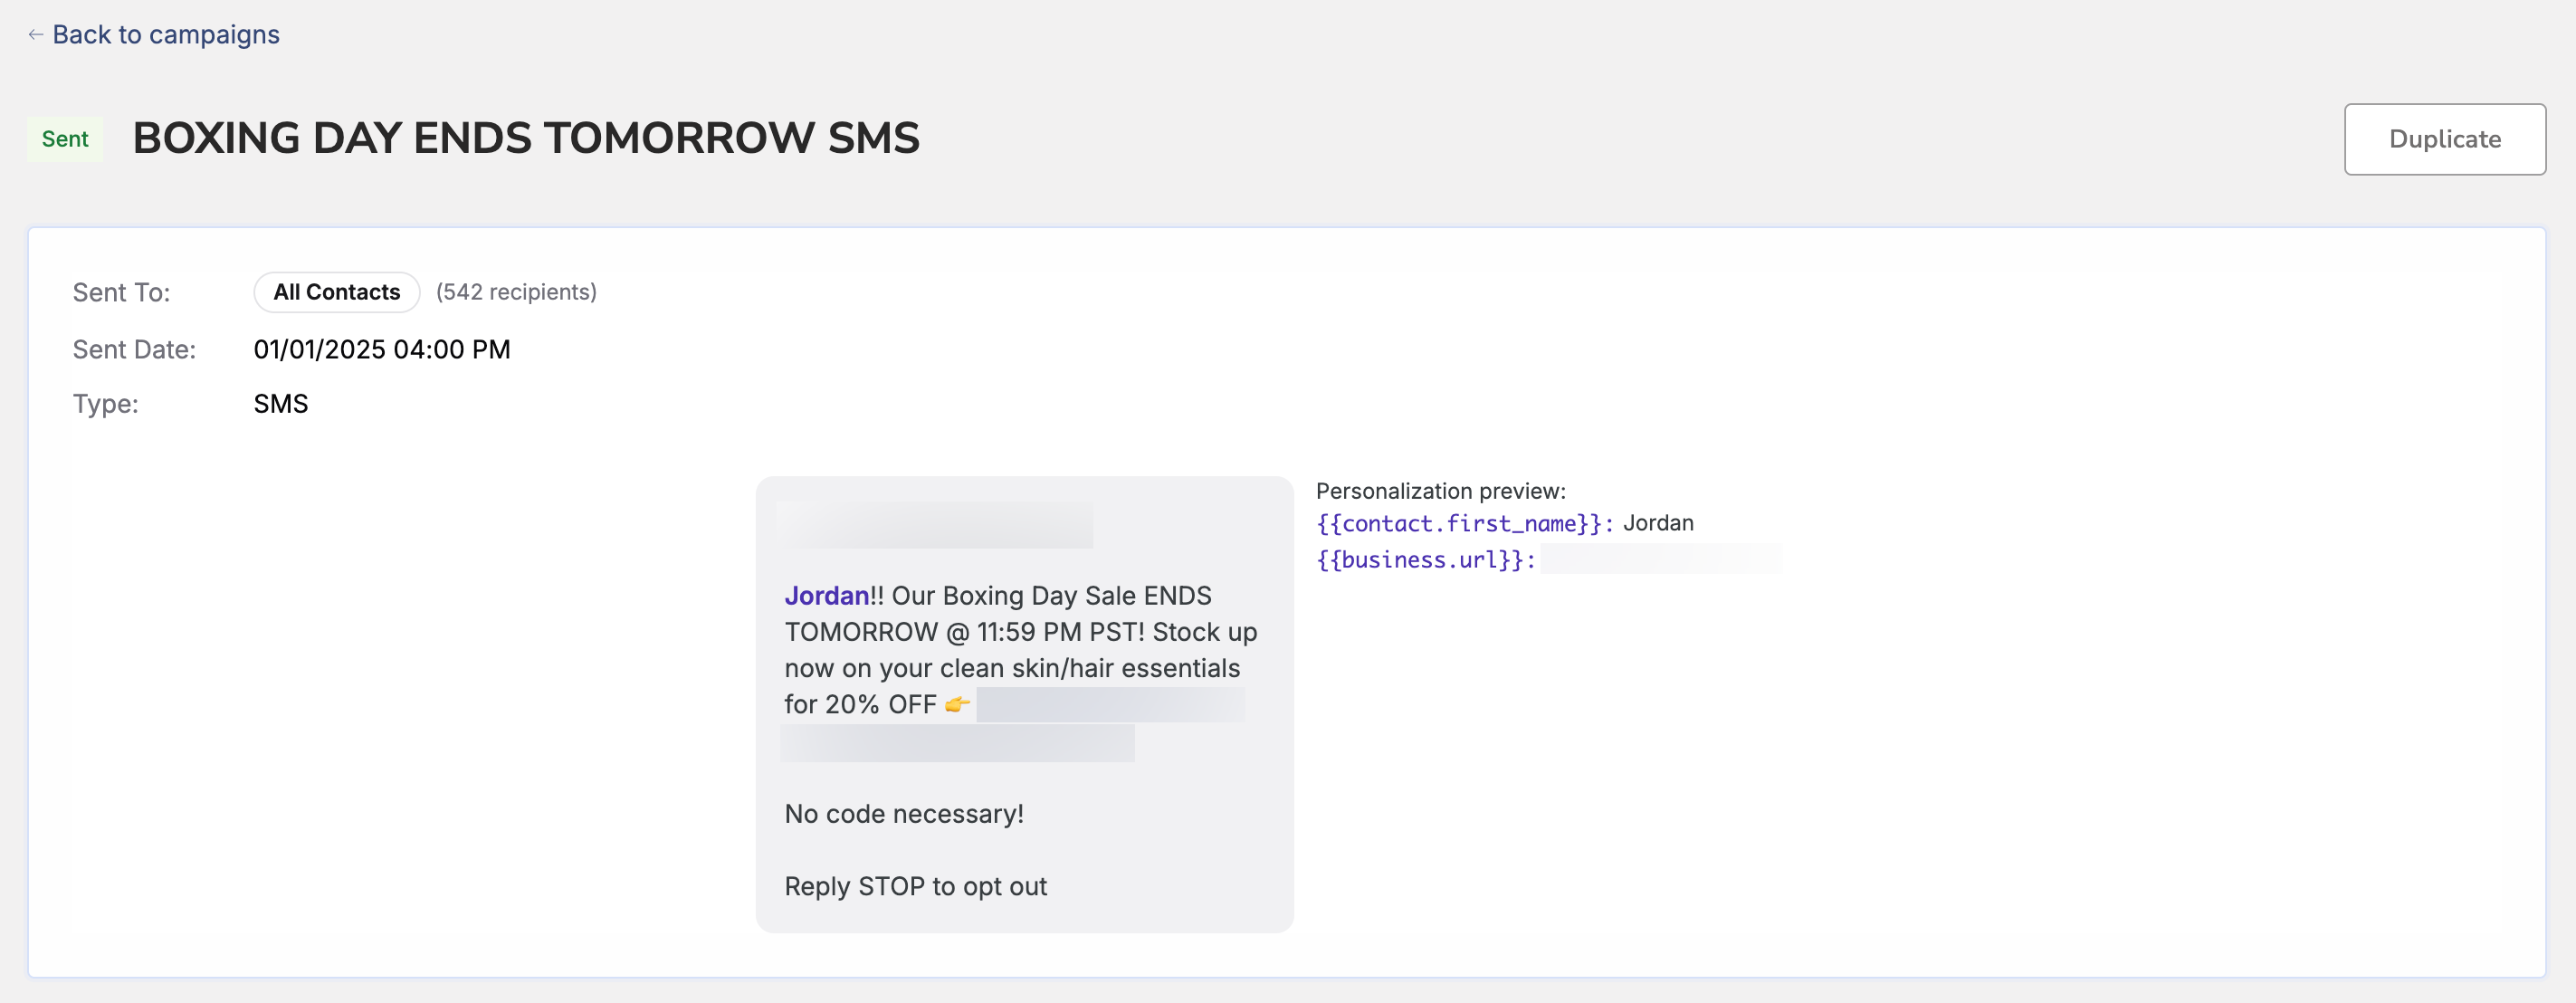 ← Back to campaigns
Sent BOXING DAY ENDS TOMORROW SMS
Duplicate
Sent To: All Contacts (542 recipients)
Sent Date: 01/01/2025 04:00 PM
Type: SMS
Jordan!! Our Boxing Day Sale ENDS
TOMORROW @ 11:59 PM PST! Stock up
now on your clean skin/hair essentials
for 20% OFF 👉
No code necessary!
Reply STOP to opt out
Personalization preview:
{{contact.first_name}}: Jordan
{{business.url}}: